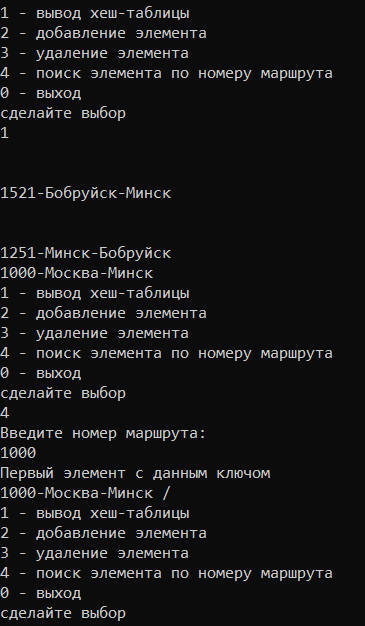 1 - вывод хеш-таблицы
2 - добавление элемента
3 - удаление элемента
4 - поиск элемента по номеру маршрута
0 - выход
сделайте выбор
1
1521-Бобруйск-Минск
1251-Минск-Бобруйск
1000-Москва-Минск
1 - вывод хеш-таблицы
2 - добавление элемента
3 - удаление элемента
4 - поиск элемента по номеру маршрута
0 - выход
сделайте выбор
4
Введите номер маршрута:
1000
Первый элемент с данным ключом
1000-Москва-Минск /
1 - вывод хеш-таблицы
2 - добавление элемента
3 - удаление элемента
4 - поиск элемента по номеру маршрута
0 - выход
сделайте выбор